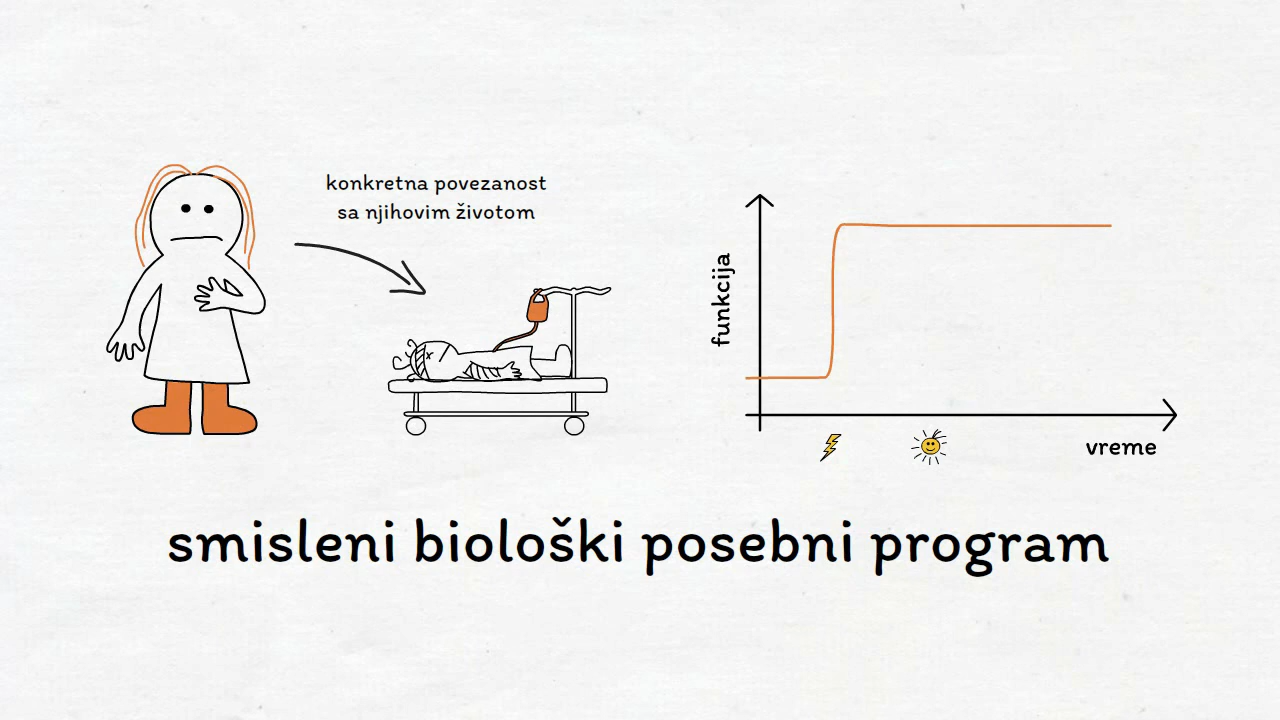 konkretna povezanost
sa njihovim životom
funkcija
vreme
smisleni biološki posebni program